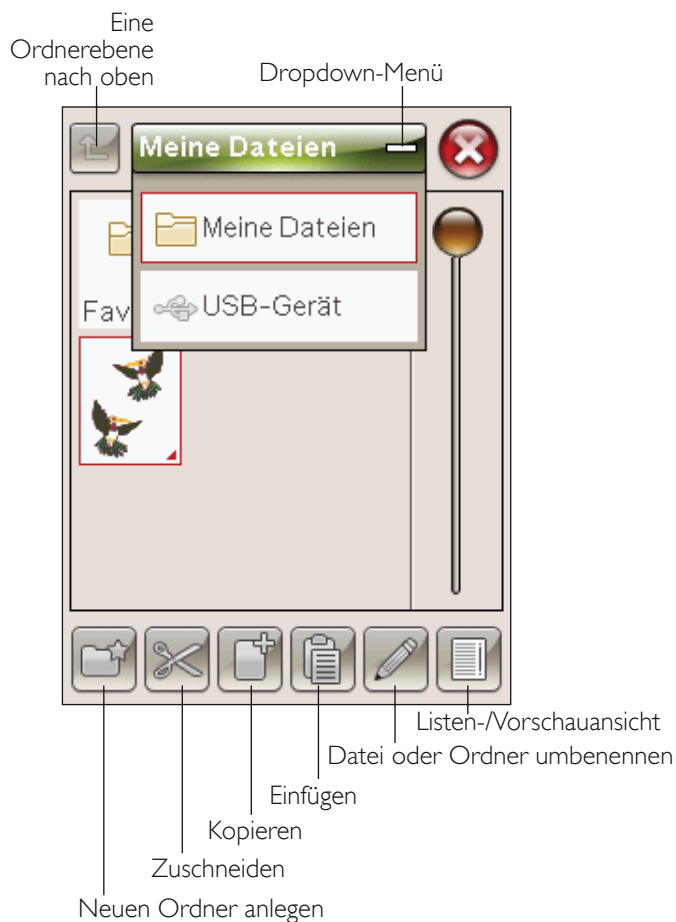 Eine
Ordnerebene
nach oben
Dropdown-Menü
Meine Dateien
Meine Dateien
USB-Gerät
Fav
Listen-/Vorschauansicht
Datei oder Ordner umbenennen
Einfügen
Kopieren
Zuschneiden
Neuen Ordner anlegen